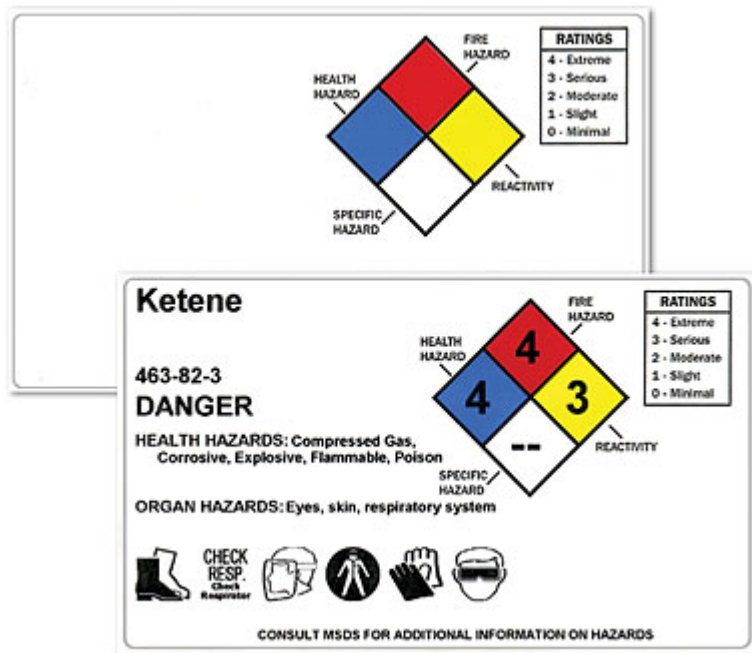 FIRE
HAZARD
HEALTH
HAZARD
REACTIVITY
SPECIFIC
HAZARD
RATINGS
4 - Extreme
3 - Serious
2 - Moderate
1 - Slight
0 - Minimal
Ketene
463-82-3
DANGER
HEALTH HAZARDS: Compressed Gas,
Corrosive, Explosive, Flammable, Poison
ORGAN HAZARDS: Eyes, skin, respiratory system
FIRE
HAZARD
HEALTH
HAZARD
4
4
3
--
REACTIVITY
SPECIFIC
HAZARD
RATINGS
4 - Extreme
3 - Serious
2 - Moderate
1 - Slight
0 - Minimal
CHECK
RESP.
Check
Respirator
CONSULT MSDS FOR ADDITIONAL INFORMATION ON HAZARDS